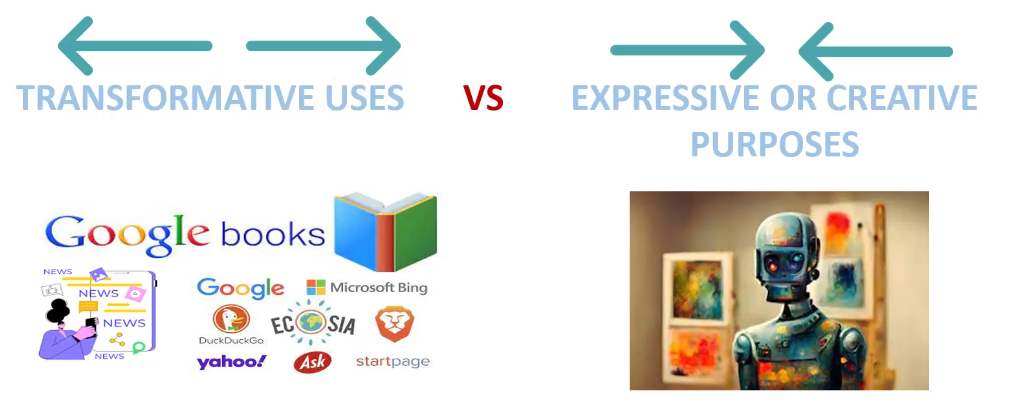 TRANSFORMATIVE USES
VS
EXPRESSIVE OR CREATIVE
PURPOSES
Google books
NEWS
NEWS
NEWS
NEWS
Google
Microsoft Bing
DuckDuckGo
ECOSIA
yahoo!
Ask
startpage